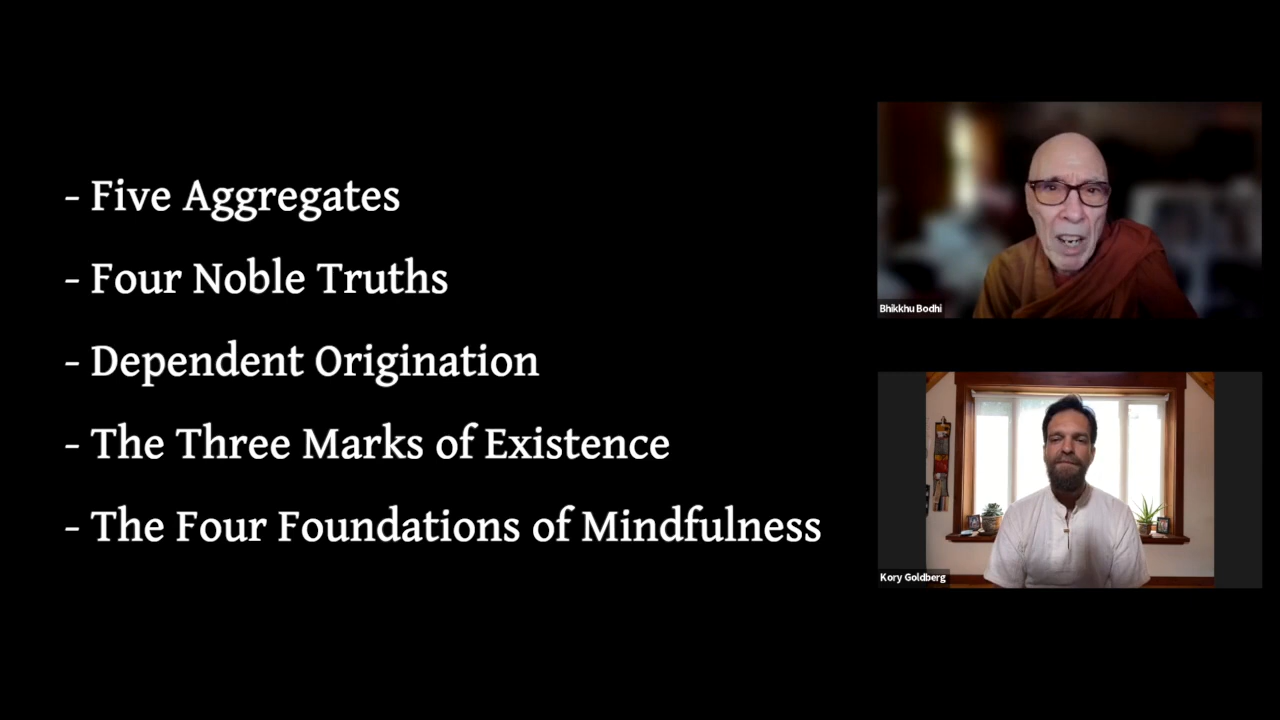 - Five Aggregates
- Four Noble Truths
- Dependent Origination
- The Three Marks of Existence
- The Four Foundations of Mindfulness
Bhikkhu Bodhi
Kory Goldberg